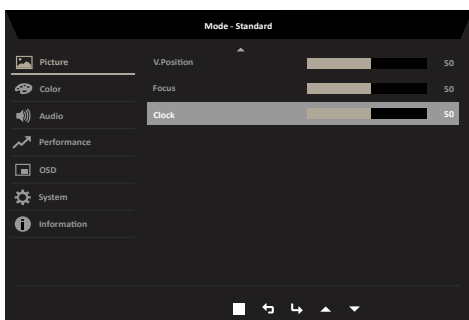 Mode - Standard
Picture
V.Position 50
Color
Focus 50
Audio
Clock 50
Performance
OSD
System
Information